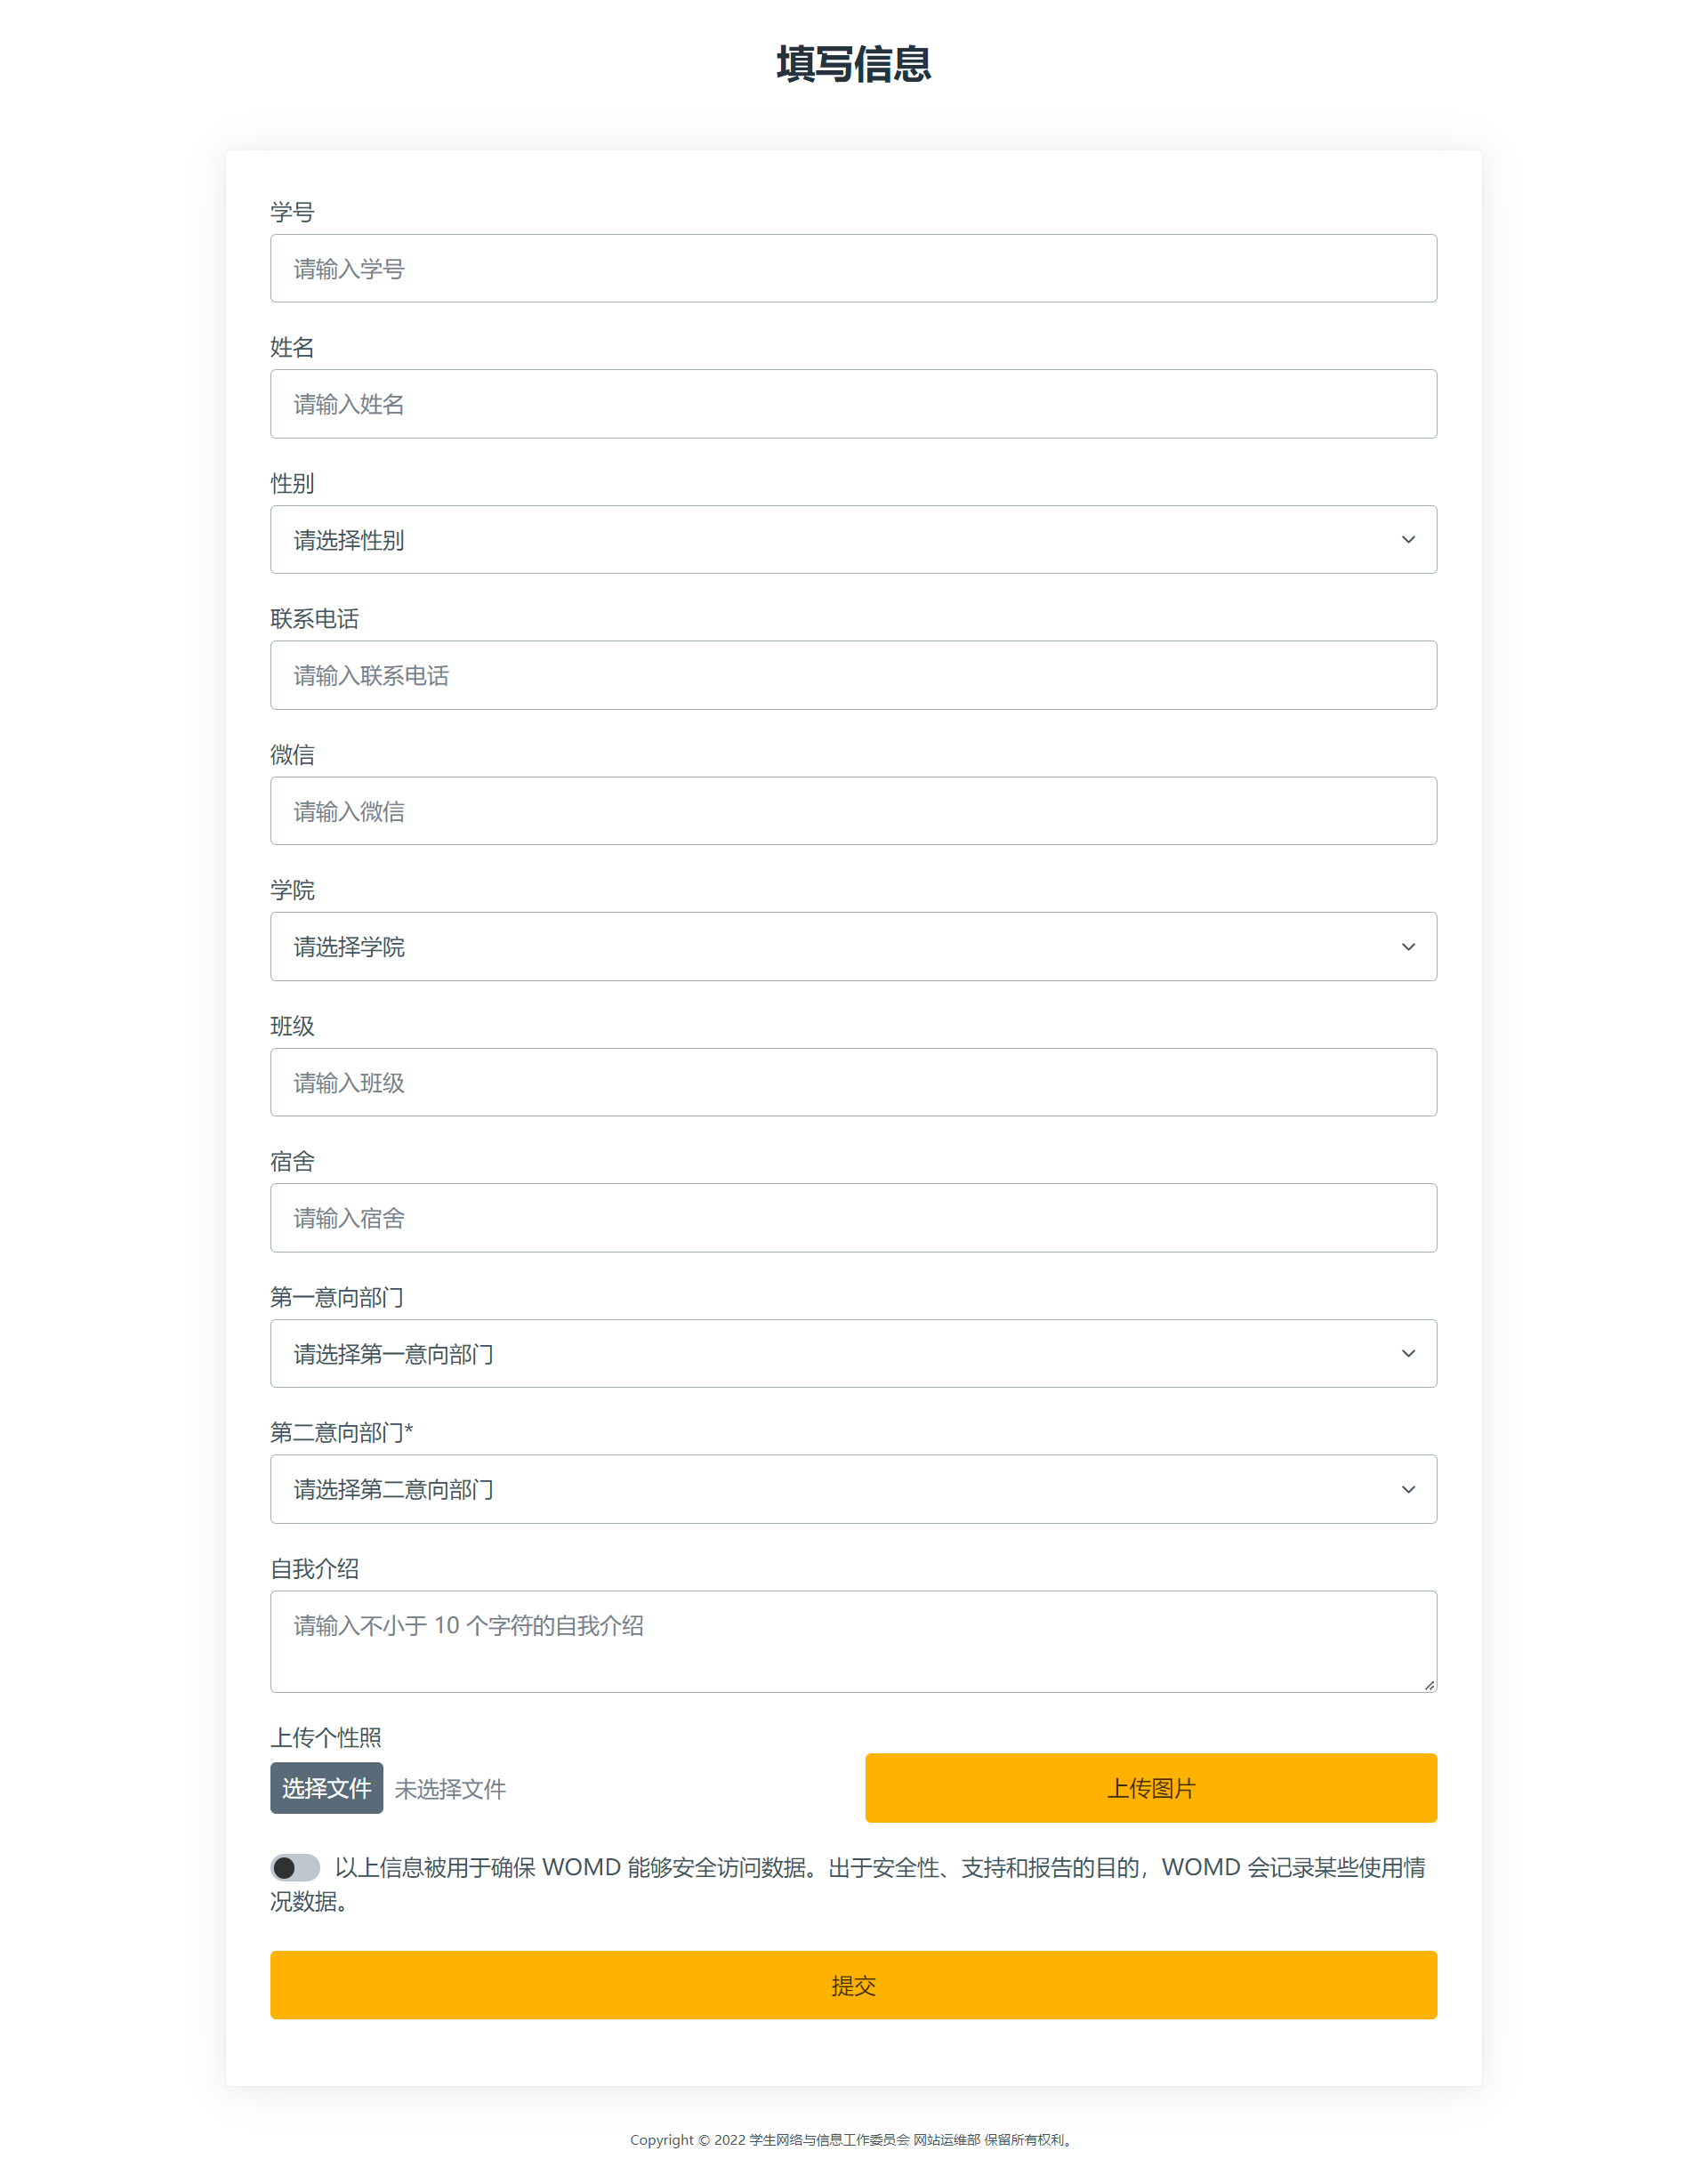 填写信息
学号
请输入学号
姓名
请输入姓名
性别
请选择性别
联系电话
请输入联系电话
微信
请输入微信
学院
请选择学院
班级
请输入班级
宿舍
请输入宿舍
第一意向部门
请选择第一意向部门
第二意向部门*
请选择第二意向部门
自我介绍
请输入不小于 10 个字符的自我介绍
上传个性照
选择文件 未选择文件 上传图片
以上信息被用于确保 WOMD 能够安全访问数据。出于安全性、支持和报告的目的，WOMD 会记录某些使用情
况数据。
提交
Copyright © 2022 学生网络与信息工作委员会 网站运维部 保留所有权利。